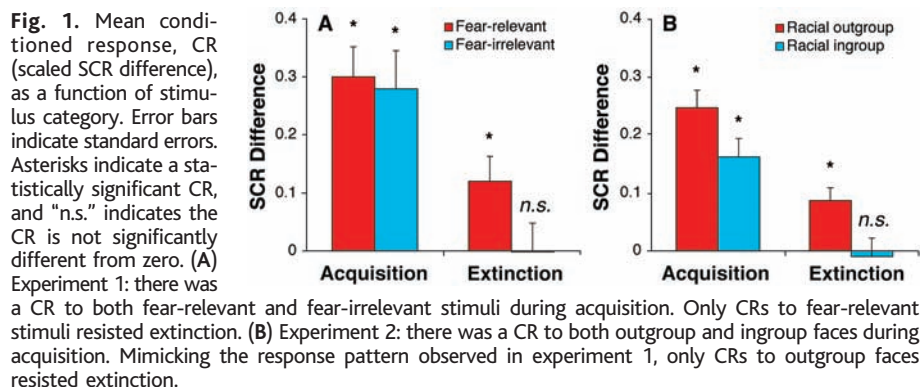 Fig. 1. Mean condi-
tioned response, CR
(scaled SCR difference),
as a function of stimu-
lus category. Error bars
indicate standard errors.
Asterisks indicate a sta-
tistically significant CR,
and "n.s." indicates the
CR is not significantly
different from zero. (A)
Experiment 1: there was
a CR to both fear-relevant and fear-irrelevant stimuli during acquisition. Only CRs to fear-relevant
stimuli resisted extinction. (B) Experiment 2: there was a CR to both outgroup and ingroup faces during
acquisition. Mimicking the response pattern observed in experiment 1, only CRs to outgroup faces
resisted extinction.
A
Fear-relevant
Fear-irrelevant
SCR Difference
0.4
0.3
0.2
0.1
0
*
*
*
n.s.
Acquisition
Extinction
B
Racial outgroup
Racial ingroup
SCR Difference
0.4
0.3
0.2
0.1
0
*
*
*
n.s.
Acquisition
Extinction